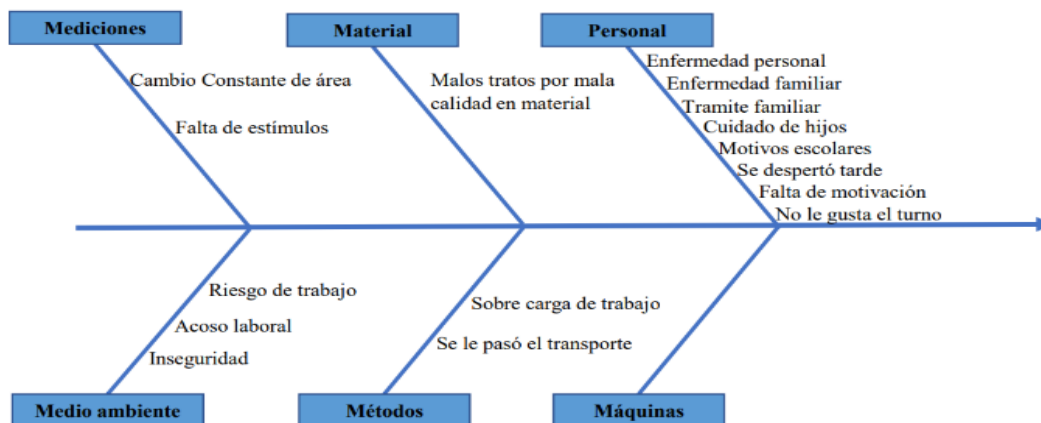 Mediciones
Material
Personal
Cambio Constante de área
Falta de estímulos
Malos tratos por mala
calidad en material
Enfermedad personal
Enfermedad familiar
Tramite familiar
Cuidado de hijos
Motivos escolares
Se despertó tarde
Falta de motivación
No le gusta el turno
Riesgo de trabajo
Acoso laboral
Inseguridad
Sobre carga de trabajo
Se le pasó el transporte
Medio ambiente
Métodos
Máquinas